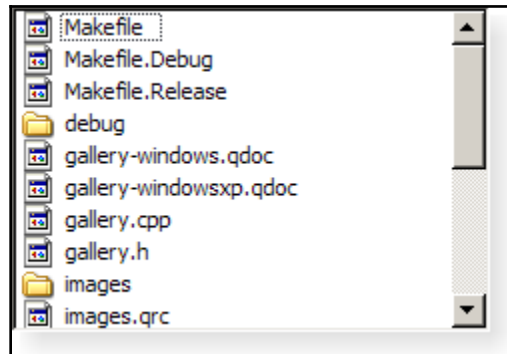 Makefile
Makefile.Debug
Makefile.Release
debug
gallery-windows.qdoc
gallery-windowsxp.qdoc
gallery.cpp
gallery.h
images
images.qrc